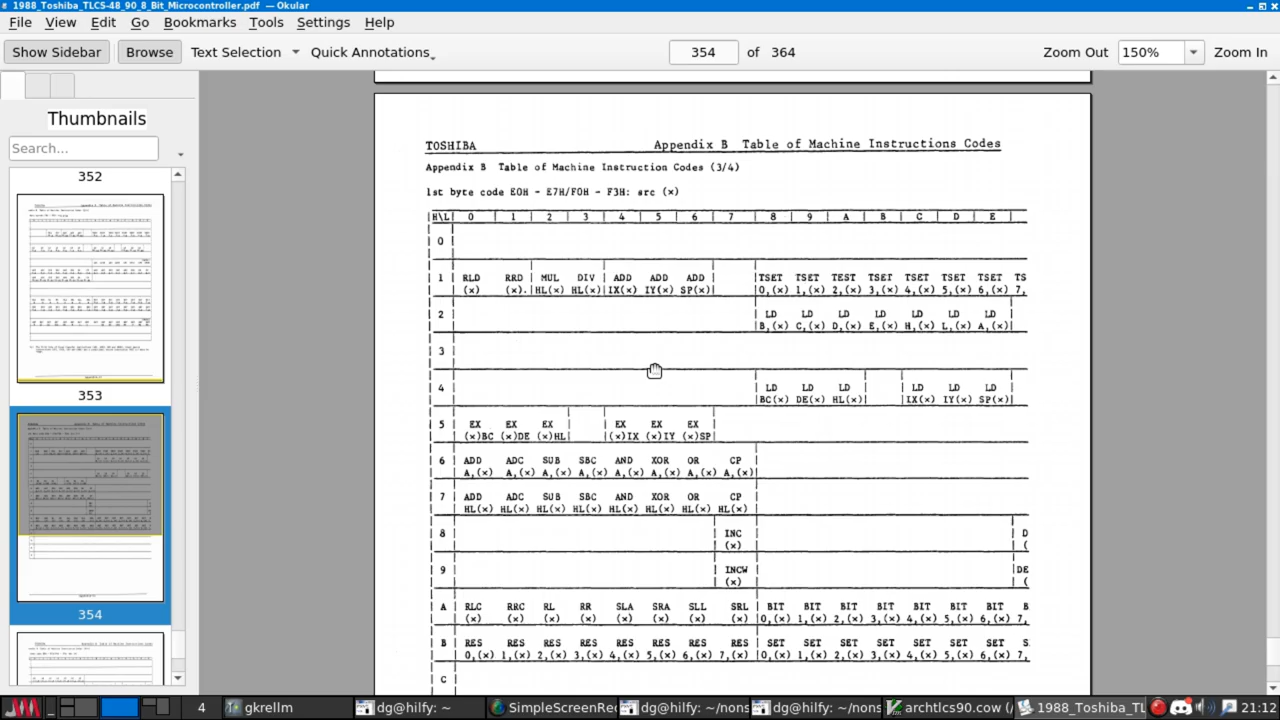 1988_Toshiba_TLCS-48_90_8_Bit_Microcontroller.pdf — Okular
File View Edit Go Bookmarks Tools Settings Help
Show Sidebar Browse Text Selection Quick Annotations 354 of 364 Zoom Out 150% Zoom In
Thumbnails
Search...
352
353
354
TOSHIBA Appendix B Table of Machine Instructions Codes
Appendix B Table of Machine Instruction Codes (3/4)
1st byte code E0H - E7H/F0H - F3H: src (x)
H\L 0 1 2 3 4 5 6 7 8 9 A B C D E
0
1 RLD RRD MUL DIV ADD ADD ADD TSET TSET TEST TSET TSET TSET TSET TS
(x) (x). HL(x) HL(x) IX(x) IY(x) SP(x) 0,(x) 1,(x) 2,(x) 3,(x) 4,(x) 5,(x) 6,(x) 7,
2 LD LD LD LD LD LD LD
B,(x) C,(x) D,(x) E,(x) H,(x) L,(x) A,(x)
3
4 LD LD LD LD LD LD
BC(x) DE(x) HL(x) IX(x) IY(x) SP(x)
5 EX EX EX EX EX EX
(x)BC (x)DE (x)HL (x)IX (x)IY (x)SP
6 ADD ADC SUB SBC AND XOR OR CP
A,(x) A,(x) A,(x) A,(x) A,(x) A,(x) A,(x) A,(x)
7 ADD ADC SUB SBC AND XOR OR CP
HL(x) HL(x) HL(x) HL(x) HL(x) HL(x) HL(x) HL(x)
8 INC D
(x) (
9 INCW DE
(x) (
A RLC RRC RL RR SLA SRA SLL SRL BIT BIT BIT BIT BIT BIT BIT B
(x) (x) (x) (x) (x) (x) (x) (x) 0,(x) 1,(x) 2,(x) 3,(x) 4,(x) 5,(x) 6,(x) 7,
B RES RES RES RES RES RES RES RES SET SET SET SET SET SET SET S
0,(x) 1,(x) 2,(x) 3,(x) 4,(x) 5,(x) 6,(x) 7,(x) 0,(x) 1,(x) 2,(x) 3,(x) 4,(x) 5,(x) 6,(x) 7,
C
4 gkrellm dg@hilfy: ~ SimpleScreenRec dg@hilfy: ~/nons dg@hilfy: ~/nons archtlcs90.cow (/ 1988_Toshiba_TL 21:12